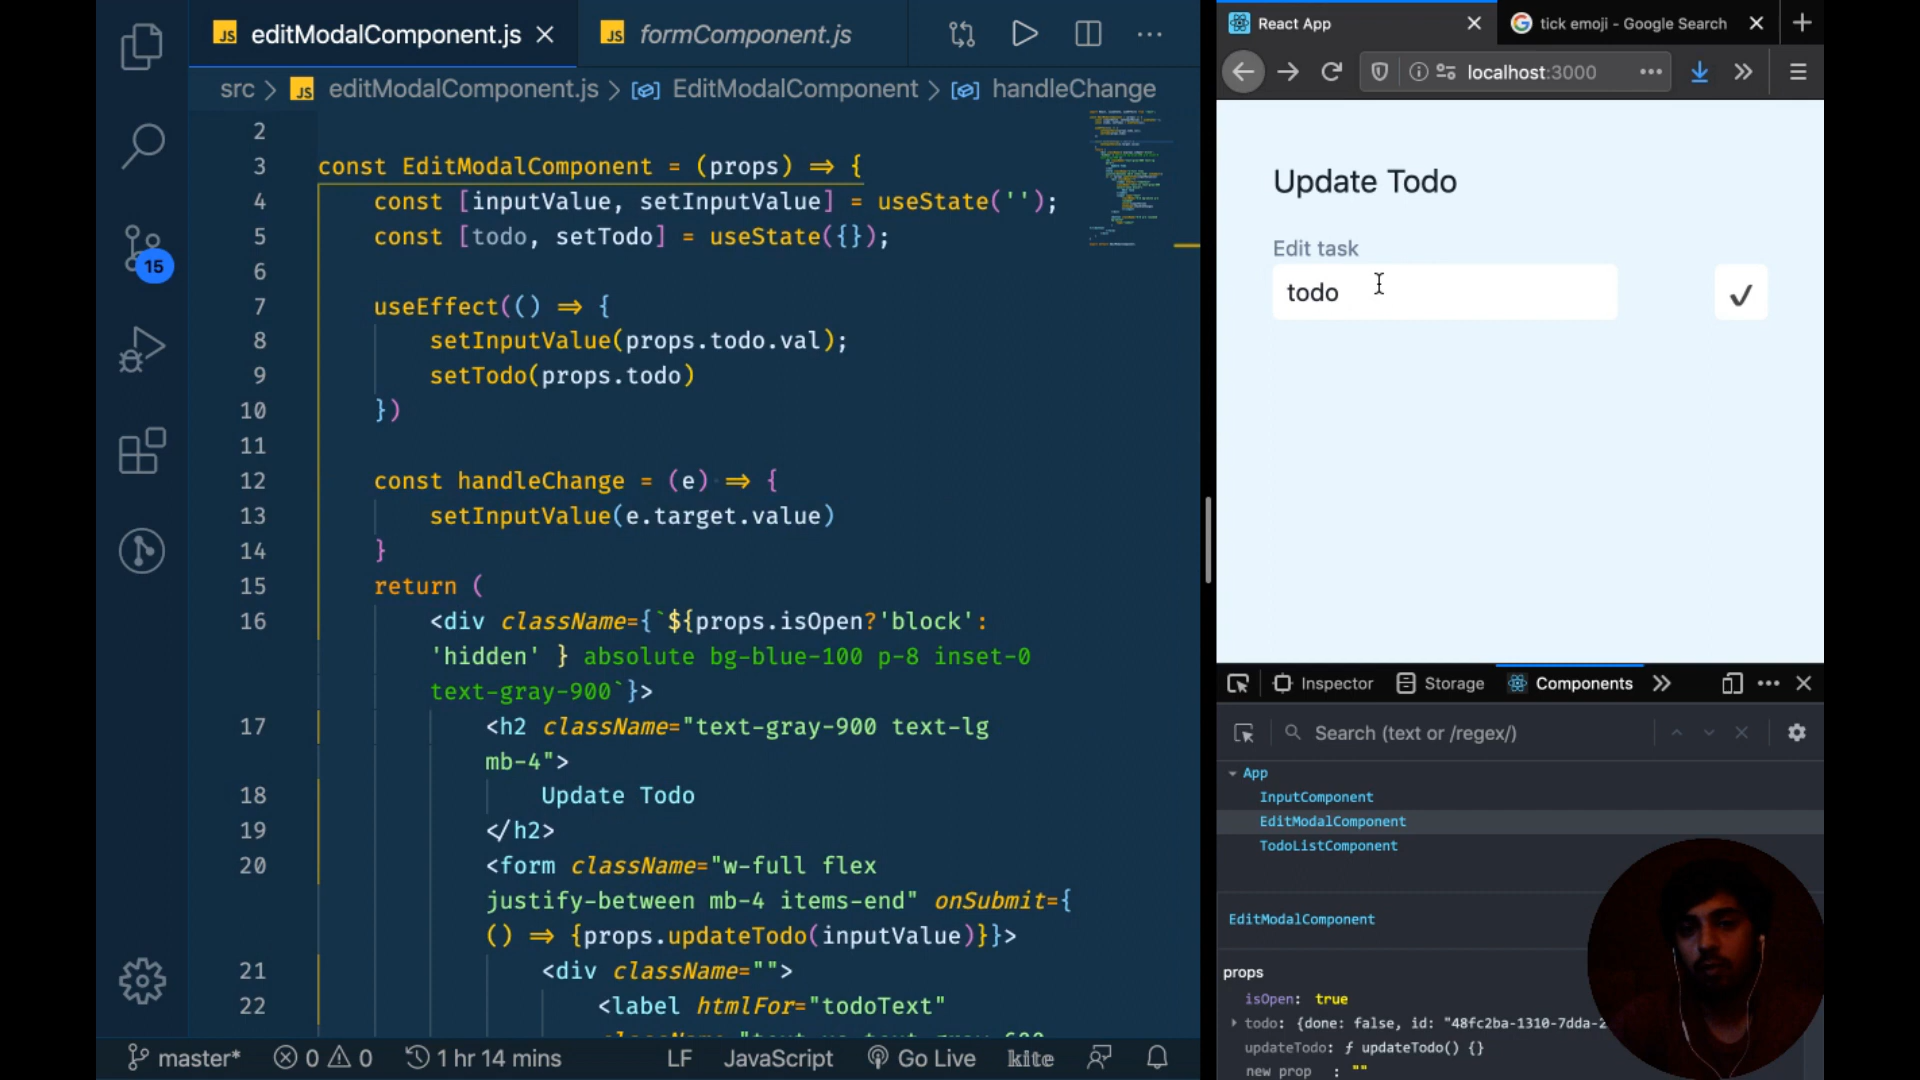 JS editModalComponent.js
JS formComponent.js
src > JS editModalComponent.js > EditModalComponent > handleChange
2
3 const EditModalComponent = (props) => {
4 const [inputValue, setInputValue] = useState('');
5 const [todo, setTodo] = useState({});
6
7 useEffect(() => {
8 setInputValue(props.todo.val);
9 setTodo(props.todo)
10 })
11
12 const handleChange = (e) => {
13 setInputValue(e.target.value)
14 }
15 return (
16 <div className={`${props.isOpen?'block':
'hidden' } absolute bg-blue-100 p-8 inset-0
text-gray-900`}>
17 <h2 className="text-gray-900 text-lg
mb-4">
18 Update Todo
19 </h2>
20 <form className="w-full flex
justify-between mb-4 items-end" onSubmit={
() => {props.updateTodo(inputValue)}}>
21 <div className="">
22 <label htmlFor="todoText"
15
master* 0 0 1 hr 14 mins LF JavaScript Go Live kite
React App
tick emoji - Google Search
localhost:3000
Update Todo
Edit task
todo
✓
Inspector Storage Components
Search (text or /regex/)
App
InputComponent
EditModalComponent
TodoListComponent
EditModalComponent
props
isOpen: true
todo: {done: false, id: "48fc2ba-1310-7dda-2
updateTodo: ƒ updateTodo() {}
new prop : ""